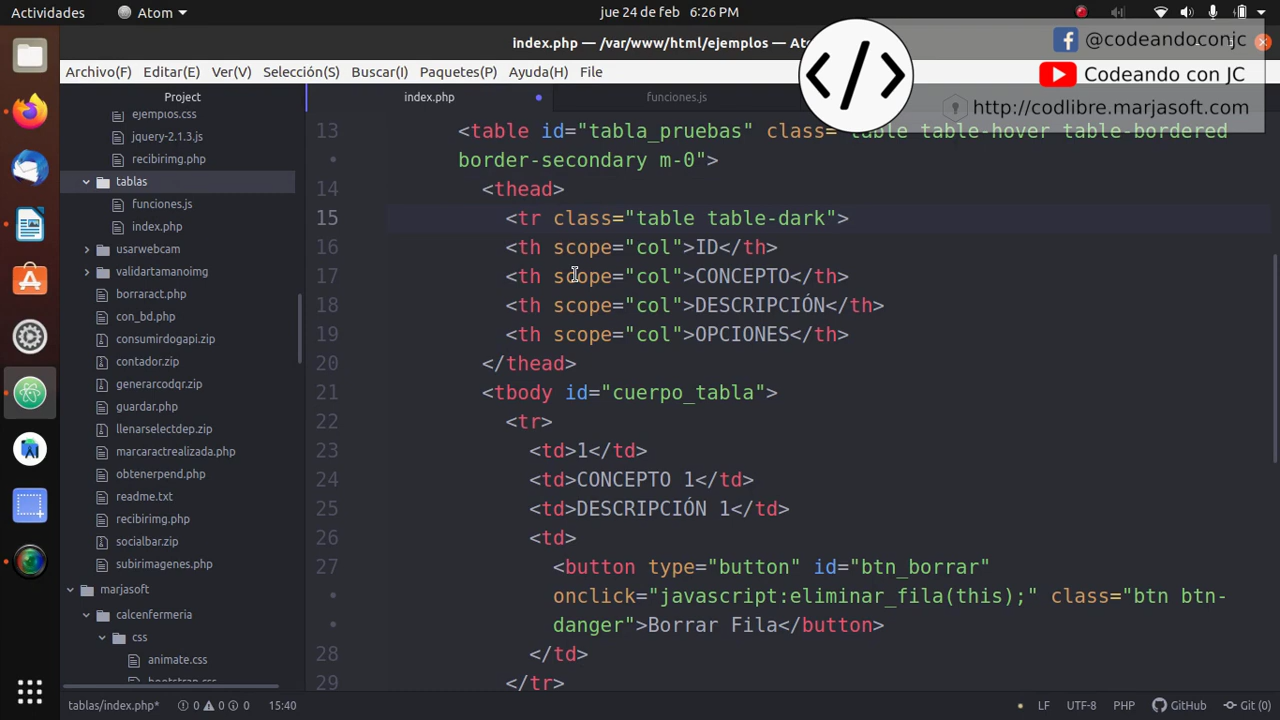 Actividades
Atom
jue 24 de feb 6:26 PM
index.php — /var/www/html/ejemplos — Ato
@codeandoconjc
Codeando con JC
http://codlibre.marjasoft.com
Archivo(F) Editar(E) Ver(V) Selección(S) Buscar(I) Paquetes(P) Ayuda(H) File
Project
index.php
funciones.js
ejemplos.css
jquery-2.1.3.js
recibirimg.php
tablas
funciones.js
index.php
usarwebcam
validartamanoimg
borraract.php
con_bd.php
consumirdogapi.zip
contador.zip
generarcodqr.zip
guardar.php
llenarselectdep.zip
marcaractrealizada.php
obtenerpend.php
readme.txt
recibirimg.php
socialbar.zip
subirimagenes.php
marjasoft
calcenfermeria
css
animate.css
bootstrap.css
13 <table id="tabla_pruebas" class="table table-hover table-bordered
border-secondary m-0">
14 <thead>
15 <tr class="table table-dark">
16 <th scope="col">ID</th>
17 <th scope="col">CONCEPTO</th>
18 <th scope="col">DESCRIPCIÓN</th>
19 <th scope="col">OPCIONES</th>
20 </thead>
21 <tbody id="cuerpo_tabla">
22 <tr>
23 <td>1</td>
24 <td>CONCEPTO 1</td>
25 <td>DESCRIPCIÓN 1</td>
26 <td>
27 <button type="button" id="btn_borrar"
onclick="javascript:eliminar_fila(this);" class="btn btn-
danger">Borrar Fila</button>
28 </td>
29 </tr>
tablas/index.php* 0 0 0 15:40
LF UTF-8 PHP GitHub Git (0)